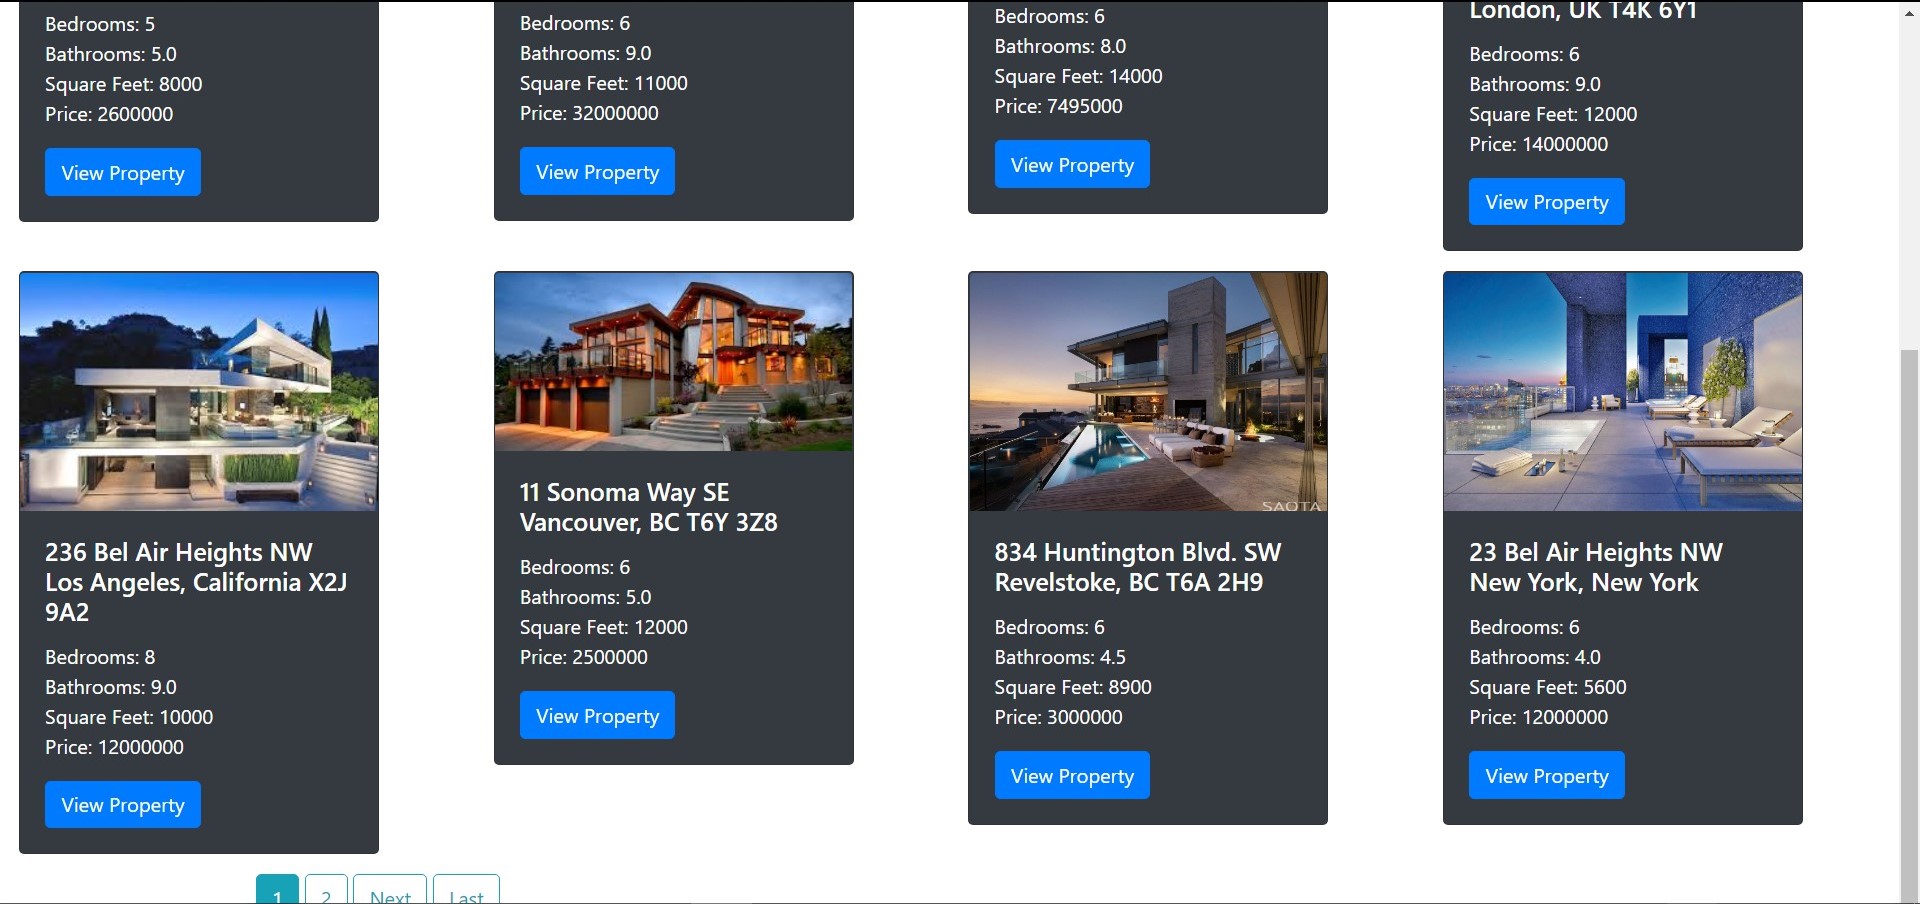 Bedrooms: 5
Bathrooms: 5.0
Square Feet: 8000
Price: 2600000
View Property
Bedrooms: 6
Bathrooms: 9.0
Square Feet: 11000
Price: 32000000
View Property
Bedrooms: 6
Bathrooms: 8.0
Square Feet: 14000
Price: 7495000
View Property
London, UK T4K 6Y1
Bedrooms: 6
Bathrooms: 9.0
Square Feet: 12000
Price: 14000000
View Property
236 Bel Air Heights NW
Los Angeles, California X2J
9A2
Bedrooms: 8
Bathrooms: 9.0
Square Feet: 10000
Price: 12000000
View Property
11 Sonoma Way SE
Vancouver, BC T6Y 3Z8
Bedrooms: 6
Bathrooms: 5.0
Square Feet: 12000
Price: 2500000
View Property
SAOTA
834 Huntington Blvd. SW
Revelstoke, BC T6A 2H9
Bedrooms: 6
Bathrooms: 4.5
Square Feet: 8900
Price: 3000000
View Property
23 Bel Air Heights NW
New York, New York
Bedrooms: 6
Bathrooms: 4.0
Square Feet: 5600
Price: 12000000
View Property
1 2 Next Last